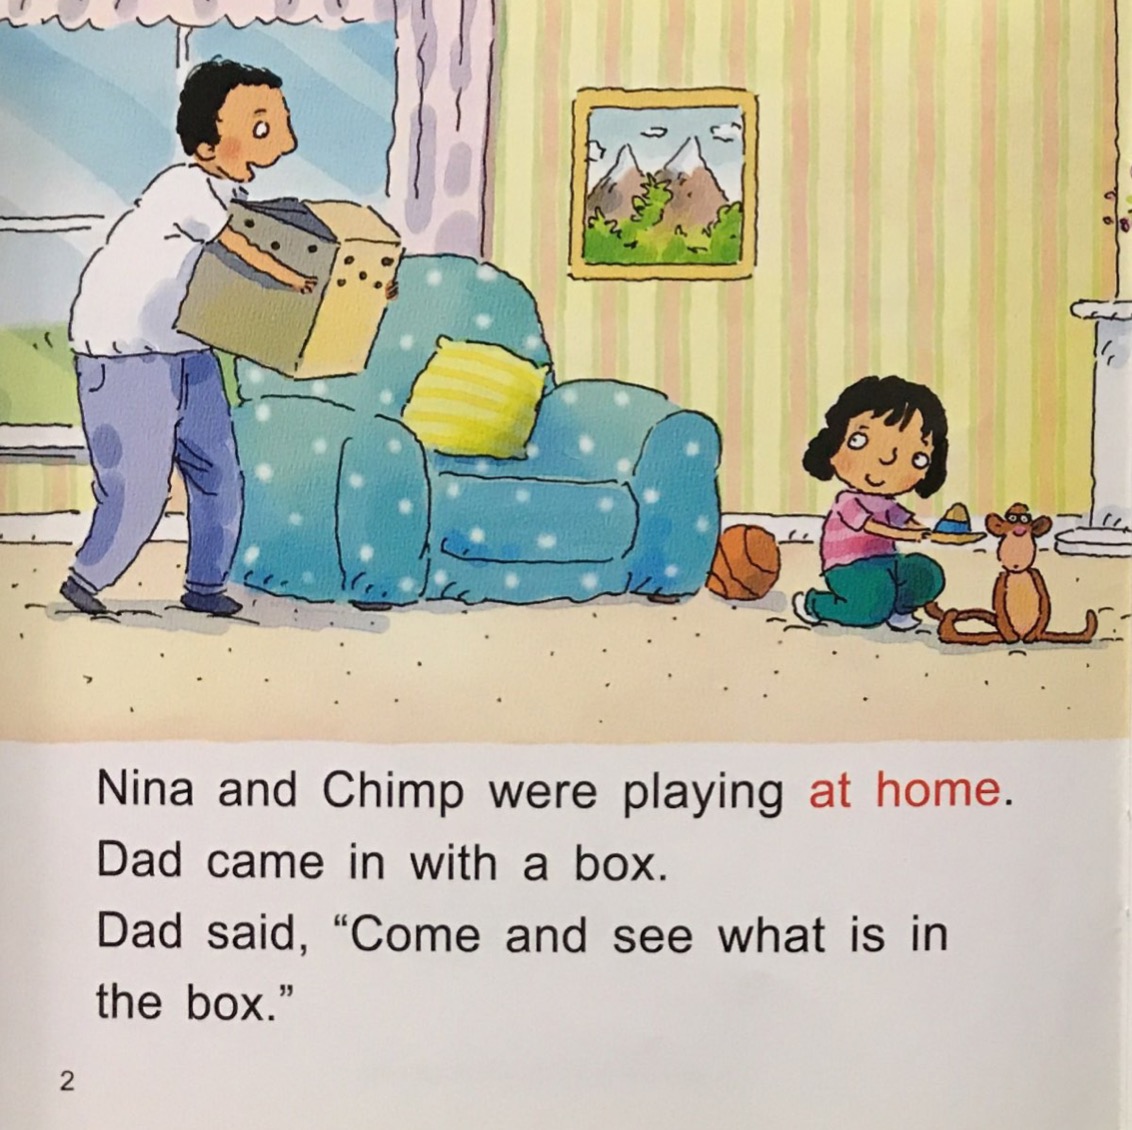 Nina and Chimp were playing at home.
Dad came in with a box.
Dad said, “Come and see what is in
the box.”
2